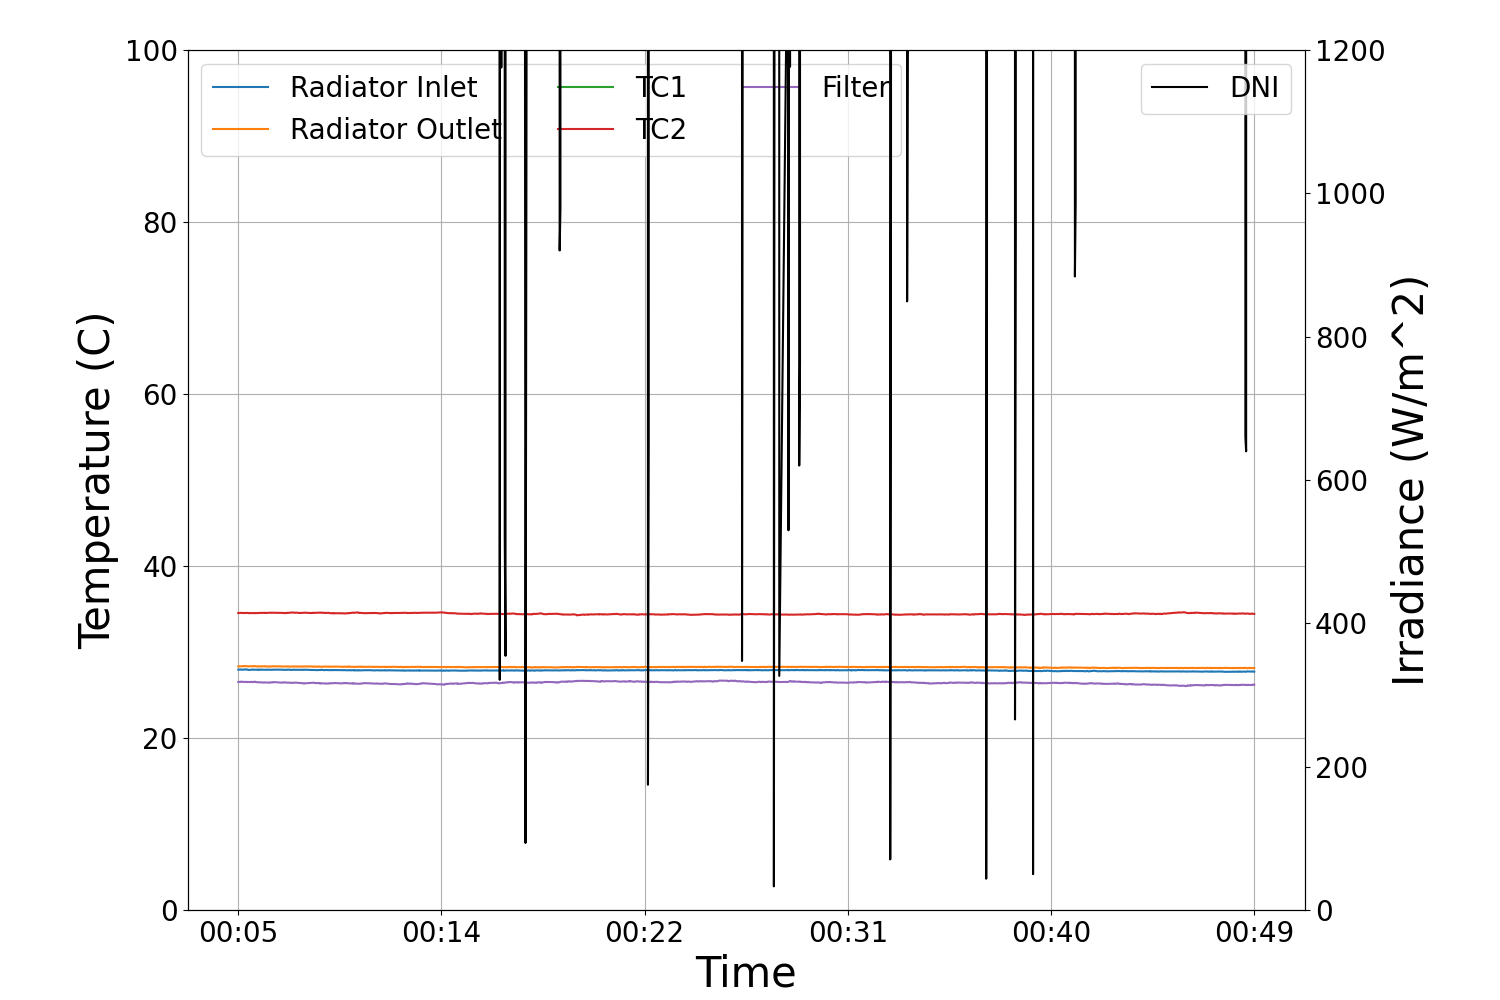 100
80
60
40
20
0
Temperature (C)
Radiator Inlet
Radiator Outlet
TC1
TC2
Filter
DNI
1200
1000
800
600
400
200
0
Irradiance (W/m^2)
00:05 00:14 00:22 00:31 00:40 00:49
Time